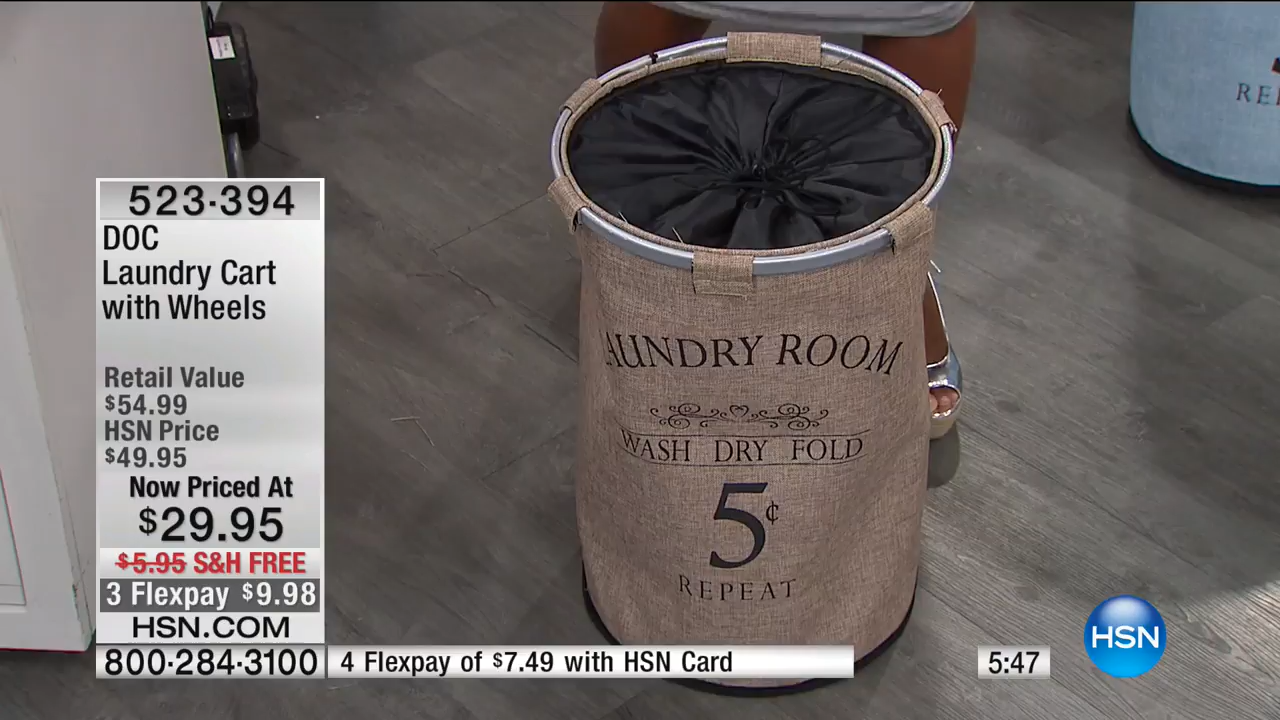 523-394
DOC
Laundry Cart
with Wheels
Retail Value
$54.99
HSN Price
$49.95
Now Priced At
$29.95
$5.95 S&H FREE
3 Flexpay $9.98
HSN.COM
800-284-3100
4 Flexpay of $7.49 with HSN Card
5:47
HSN
AUNDRY ROOM
WASH DRY FOLD
5¢
REPEAT